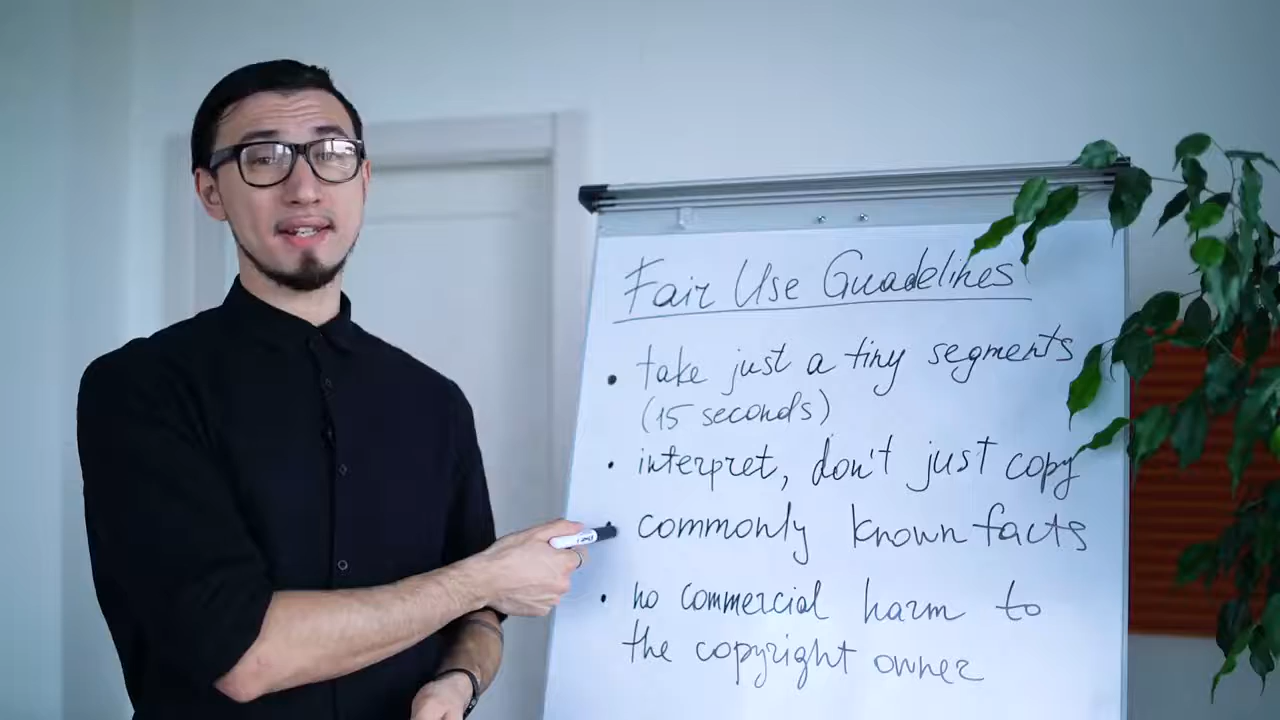 Fair Use Guadelines
• take just a tiny segments
(15 seconds)
• interpret, don't just copy
commonly known facts
• no commercial harm to
the copyright owner